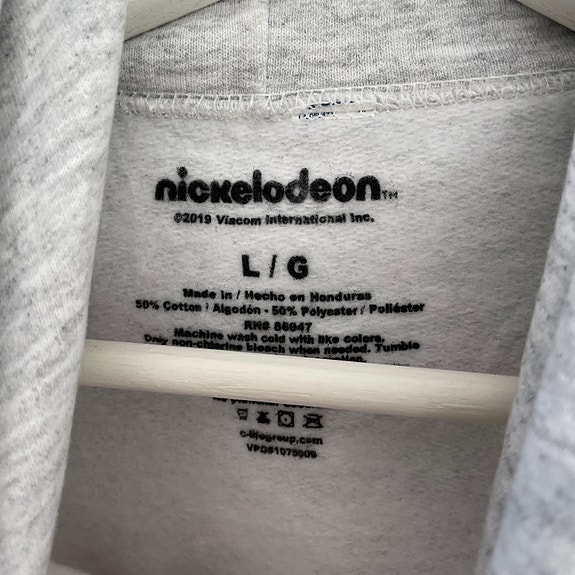 nickelodeon™
©2019 Viacom International Inc.
L / G
Made in / Hecho en Honduras
50% Cotton / Algodón - 50% Polyester / Poliéster
RN# 86947
Machine wash cold with like colors.
Only non-chlorine bleach when needed. Tumble
c-lifegroup.com